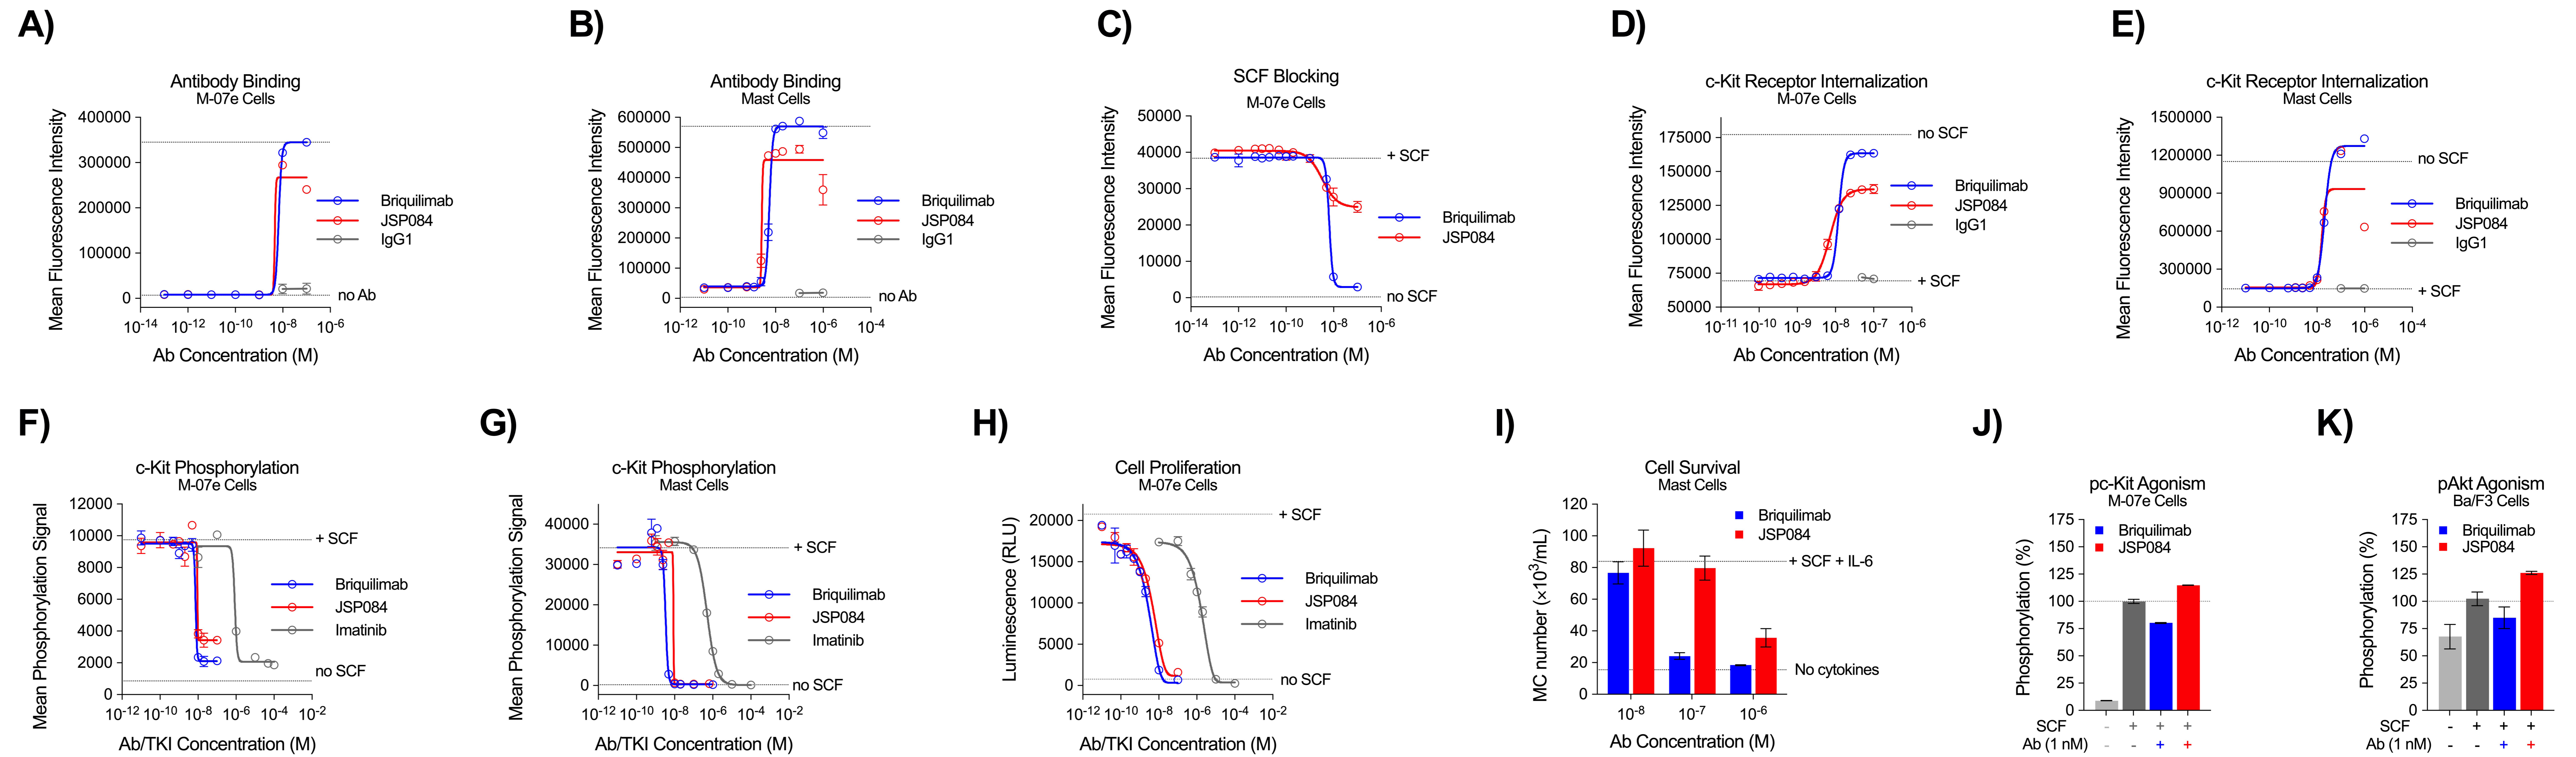 A)
Antibody Binding
M-07e Cells
Mean Fluorescence Intensity
400000
300000
200000
100000
0
no Ab
Briquilimab
JSP084
IgG1
10-14 10-12 10-10 10-8 10-6
Ab Concentration (M)
B)
Antibody Binding
Mast Cells
Mean Fluorescence Intensity
600000
500000
400000
300000
200000
100000
0
no Ab
Briquilimab
JSP084
IgG1
10-12 10-10 10-8 10-6 10-4
Ab Concentration (M)
C)
SCF Blocking
M-07e Cells
Mean Fluorescence Intensity
50000
40000
30000
20000
10000
0
+ SCF
Briquilimab
JSP084
no SCF
10-14 10-12 10-10 10-8 10-6
Ab Concentration (M)
D)
c-Kit Receptor Internalization
M-07e Cells
Mean Fluorescence Intensity
175000
150000
125000
100000
75000
50000
no SCF
Briquilimab
JSP084
IgG1
+ SCF
10-11 10-10 10-9 10-8 10-7 10-6
Ab Concentration (M)
E)
c-Kit Receptor Internalization
Mast Cells
Mean Fluorescence Intensity
1500000
1200000
900000
600000
300000
0
no SCF
Briquilimab
JSP084
IgG1
+ SCF
10-12 10-10 10-8 10-6 10-4
Ab Concentration (M)
F)
c-Kit Phosphorylation
M-07e Cells
Mean Phosphorylation Signal
12000
10000
8000
6000
4000
2000
0
+ SCF
Briquilimab
JSP084
Imatinib
no SCF
10-12 10-10 10-8 10-6 10-4 10-2
Ab/TKI Concentration (M)
G)
c-Kit Phosphorylation
Mast Cells
Mean Phosphorylation Signal
40000
30000
20000
10000
0
+ SCF
Briquilimab
JSP084
Imatinib
no SCF
10-12 10-10 10-8 10-6 10-4 10-2
Ab/TKI Concentration (M)
H)
Cell Proliferation
M-07e Cells
Luminescence (RLU)
20000
15000
10000
5000
0
+ SCF
Briquilimab
JSP084
Imatinib
no SCF
10-12 10-10 10-8 10-6 10-4 10-2
Ab/TKI Concentration (M)
I)
Cell Survival
Mast Cells
MC number (×103/mL)
120
100
80
60
40
20
0
Briquilimab
JSP084
+ SCF + IL-6
No cytokines
10-8 10-7 10-6
Ab Concentration (M)
J)
pc-Kit Agonism
M-07e Cells
Phosphorylation (%)
175
150
125
100
75
50
25
0
Briquilimab
JSP084
SCF - + + +
Ab (1 nM) - - + +
K)
pAkt Agonism
Ba/F3 Cells
Phosphorylation (%)
175
150
125
100
75
50
25
0
Briquilimab
JSP084
SCF - + + +
Ab (1 nM) - - + +